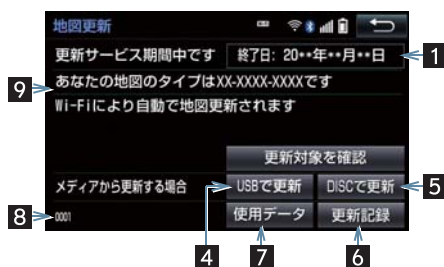 地図更新
更新サービス期間中です 終了日: 20••年••月••日
1
あなたの地図のタイプはXX-XXXX-XXXXです
9
Wi-Fiにより自動で地図更新されます
更新対象を確認
メディアから更新する場合 USBで更新 DISCで更新
5
8
0001
使用データ 更新記録
4
7
6